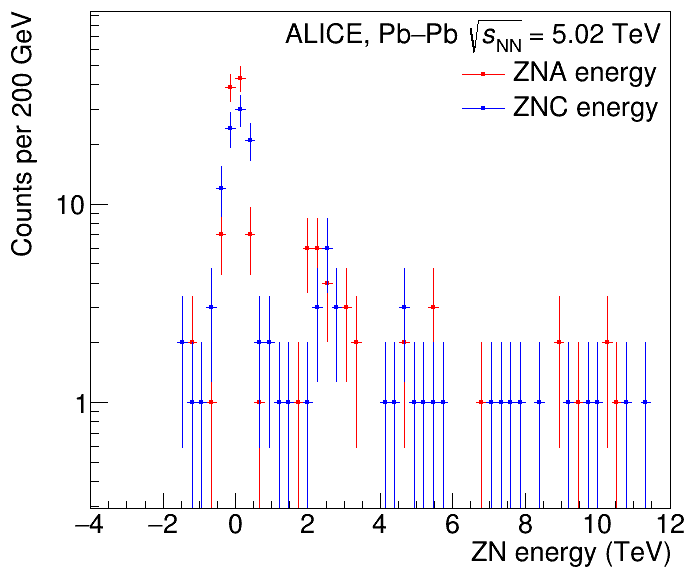 ALICE, Pb–Pb √sNN = 5.02 TeV
ZNA energy
ZNC energy
Counts per 200 GeV
10
1
−4 −2 0 2 4 6 8 10 12
ZN energy (TeV)